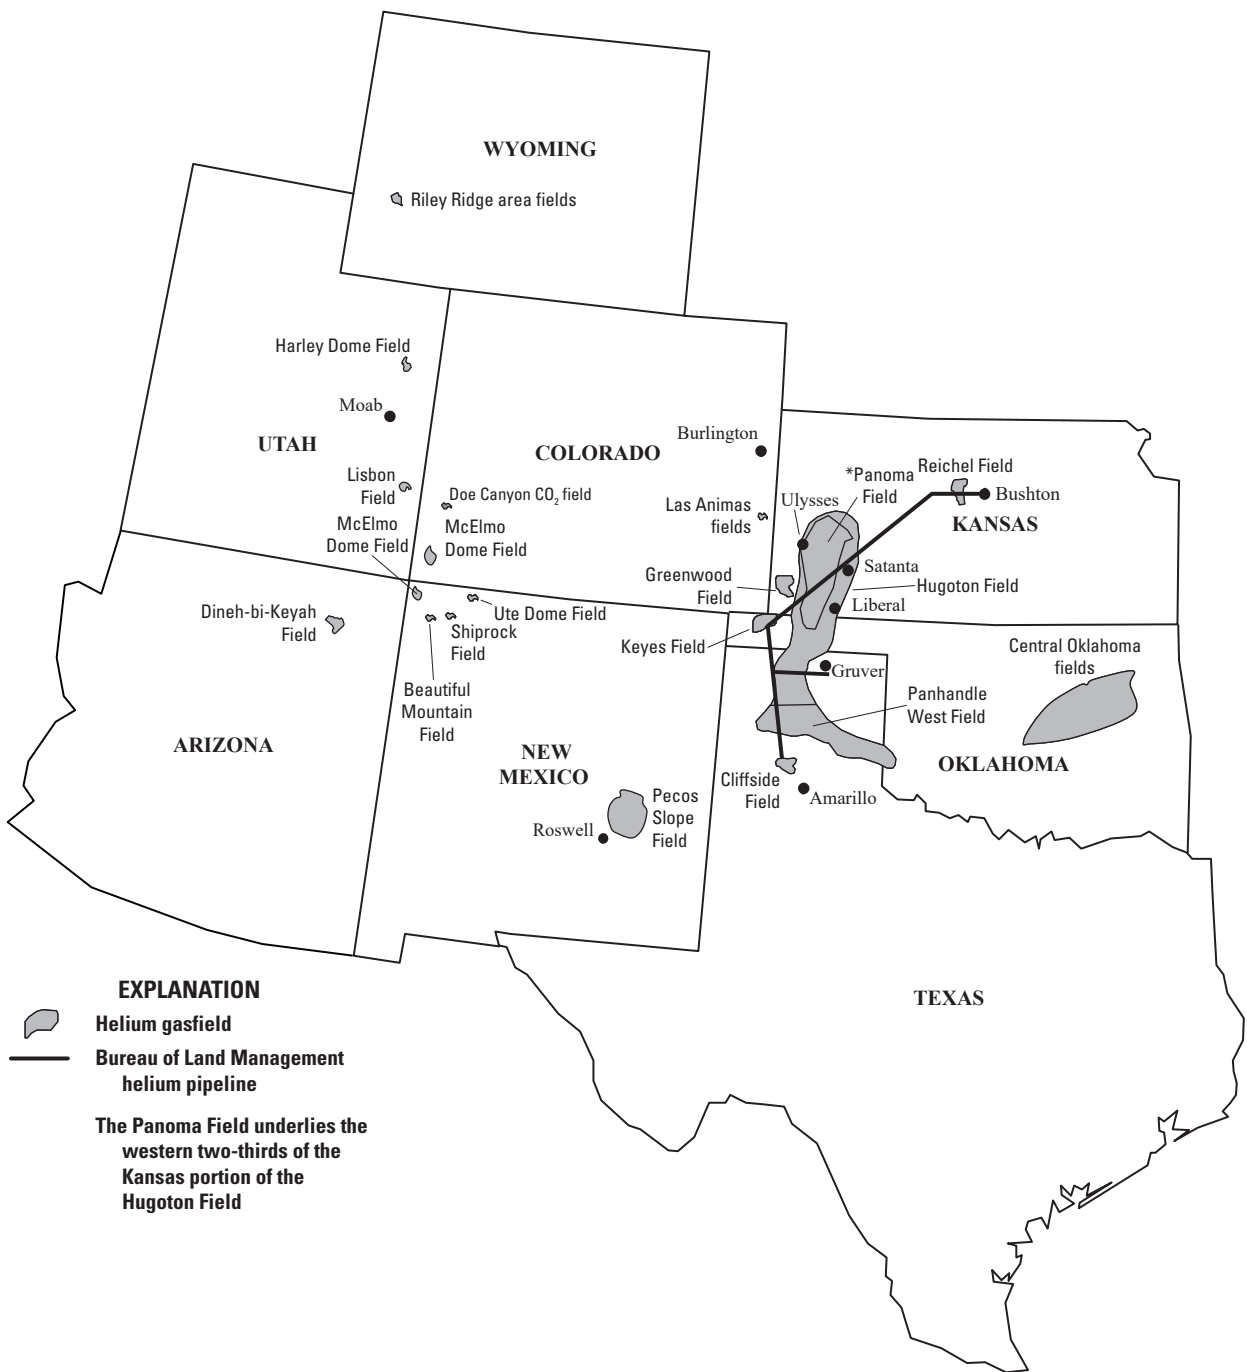 WYOMING
Riley Ridge area fields
Harley Dome Field
Moab
UTAH
Lisbon
Field
McElmo
Dome Field
COLORADO
Burlington
Doe Canyon CO₂ field
McElmo
Dome Field
Las Animas
fields
*Panoma
Field
Reichel Field
Ulysses
Bushton
KANSAS
Satanta
Greenwood
Field
Hugoton Field
Liberal
Keyes Field
Dineh-bi-Keyah
Field
Ute Dome Field
Shiprock
Field
Beautiful
Mountain
Field
ARIZONA
NEW
MEXICO
Gruver
Central Oklahoma
fields
Panhandle
West Field
OKLAHOMA
Cliffside
Field
Amarillo
Pecos
Slope
Field
Roswell
TEXAS
EXPLANATION
Helium gasfield
Bureau of Land Management
helium pipeline
The Panoma Field underlies the
western two-thirds of the
Kansas portion of the
Hugoton Field